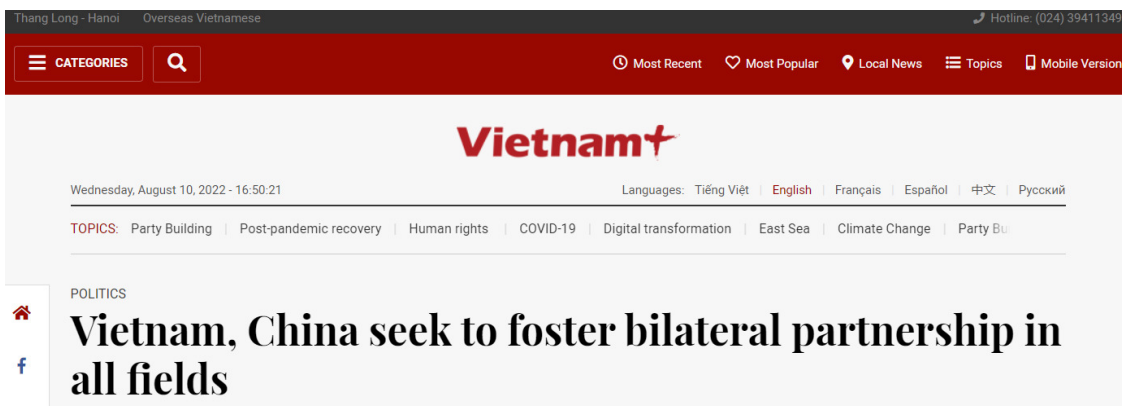 Thang Long - Hanoi Overseas Vietnamese Hotline: (024) 39411349
CATEGORIES Most Recent Most Popular Local News Topics Mobile Version
Vietnam+
Wednesday, August 10, 2022 - 16:50:21 Languages: Tiếng Việt | English | Français | Español | 中文 | Русский
TOPICS: Party Building | Post-pandemic recovery | Human rights | COVID-19 | Digital transformation | East Sea | Climate Change | Party Bu
POLITICS
Vietnam, China seek to foster bilateral partnership in
all fields